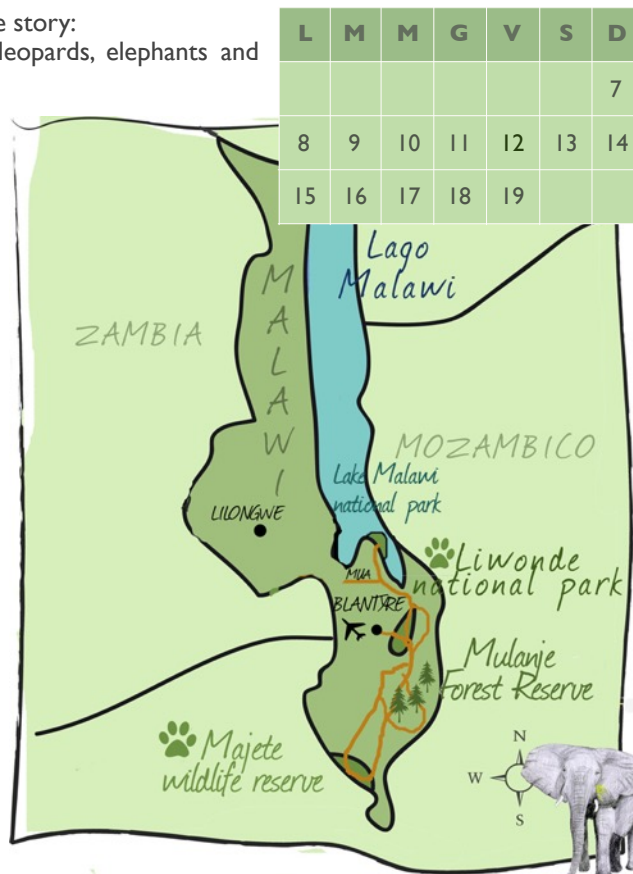 e story:
leopards, elephants and
L M M G V S D
7
8 9 10 11 12 13 14
15 16 17 18 19
Lago
Malawi
MALAWI
ZAMBIA
MOZAMBICO
Lake Malawi
national park
LILONGWE
MUA
Liwonde
national park
BLANTYRE
Mulanje
Forest Reserve
Majete
wildlife reserve
N
W
S